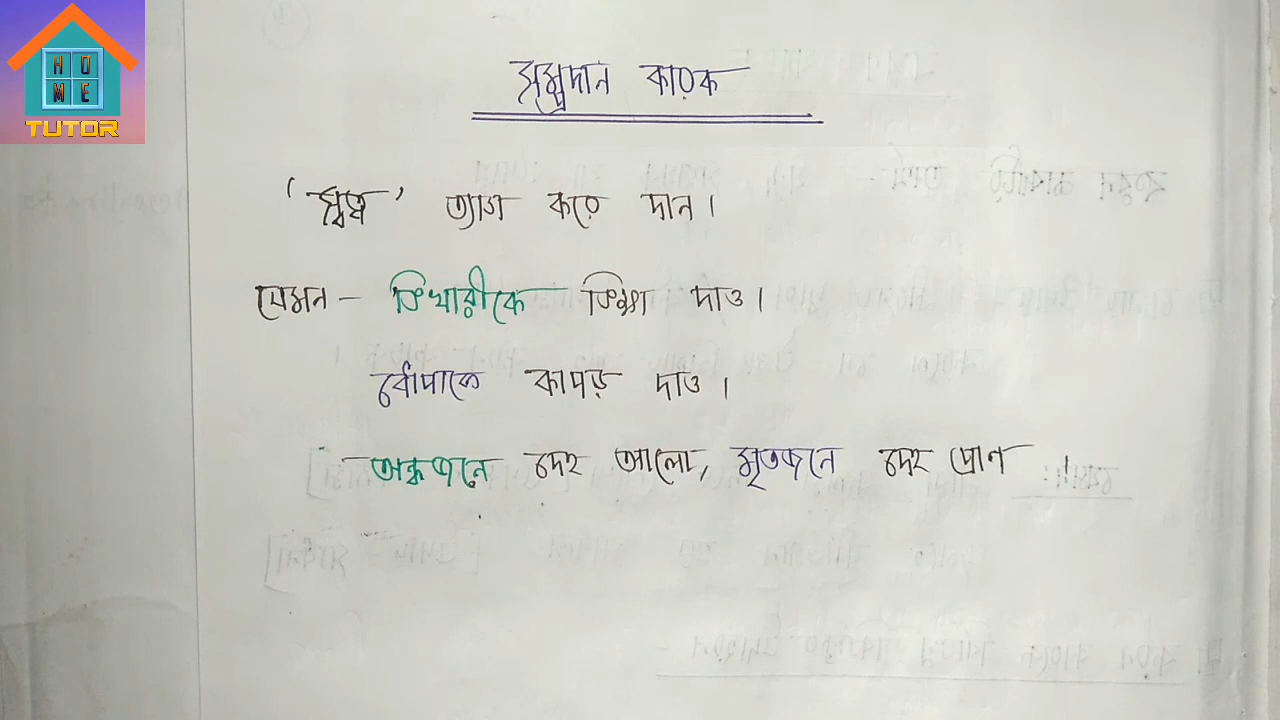 HOME
TUTOR
সম্প্রদান কারক
'স্বত্ব' ত্যাগ করে দান।
যেমন - ভিখারীকে ভিক্ষা দাও।
ধোপাকে কাপড় দাও।
অন্ধজনে দেহ আলো, মৃতজনে দেহ প্রাণ।